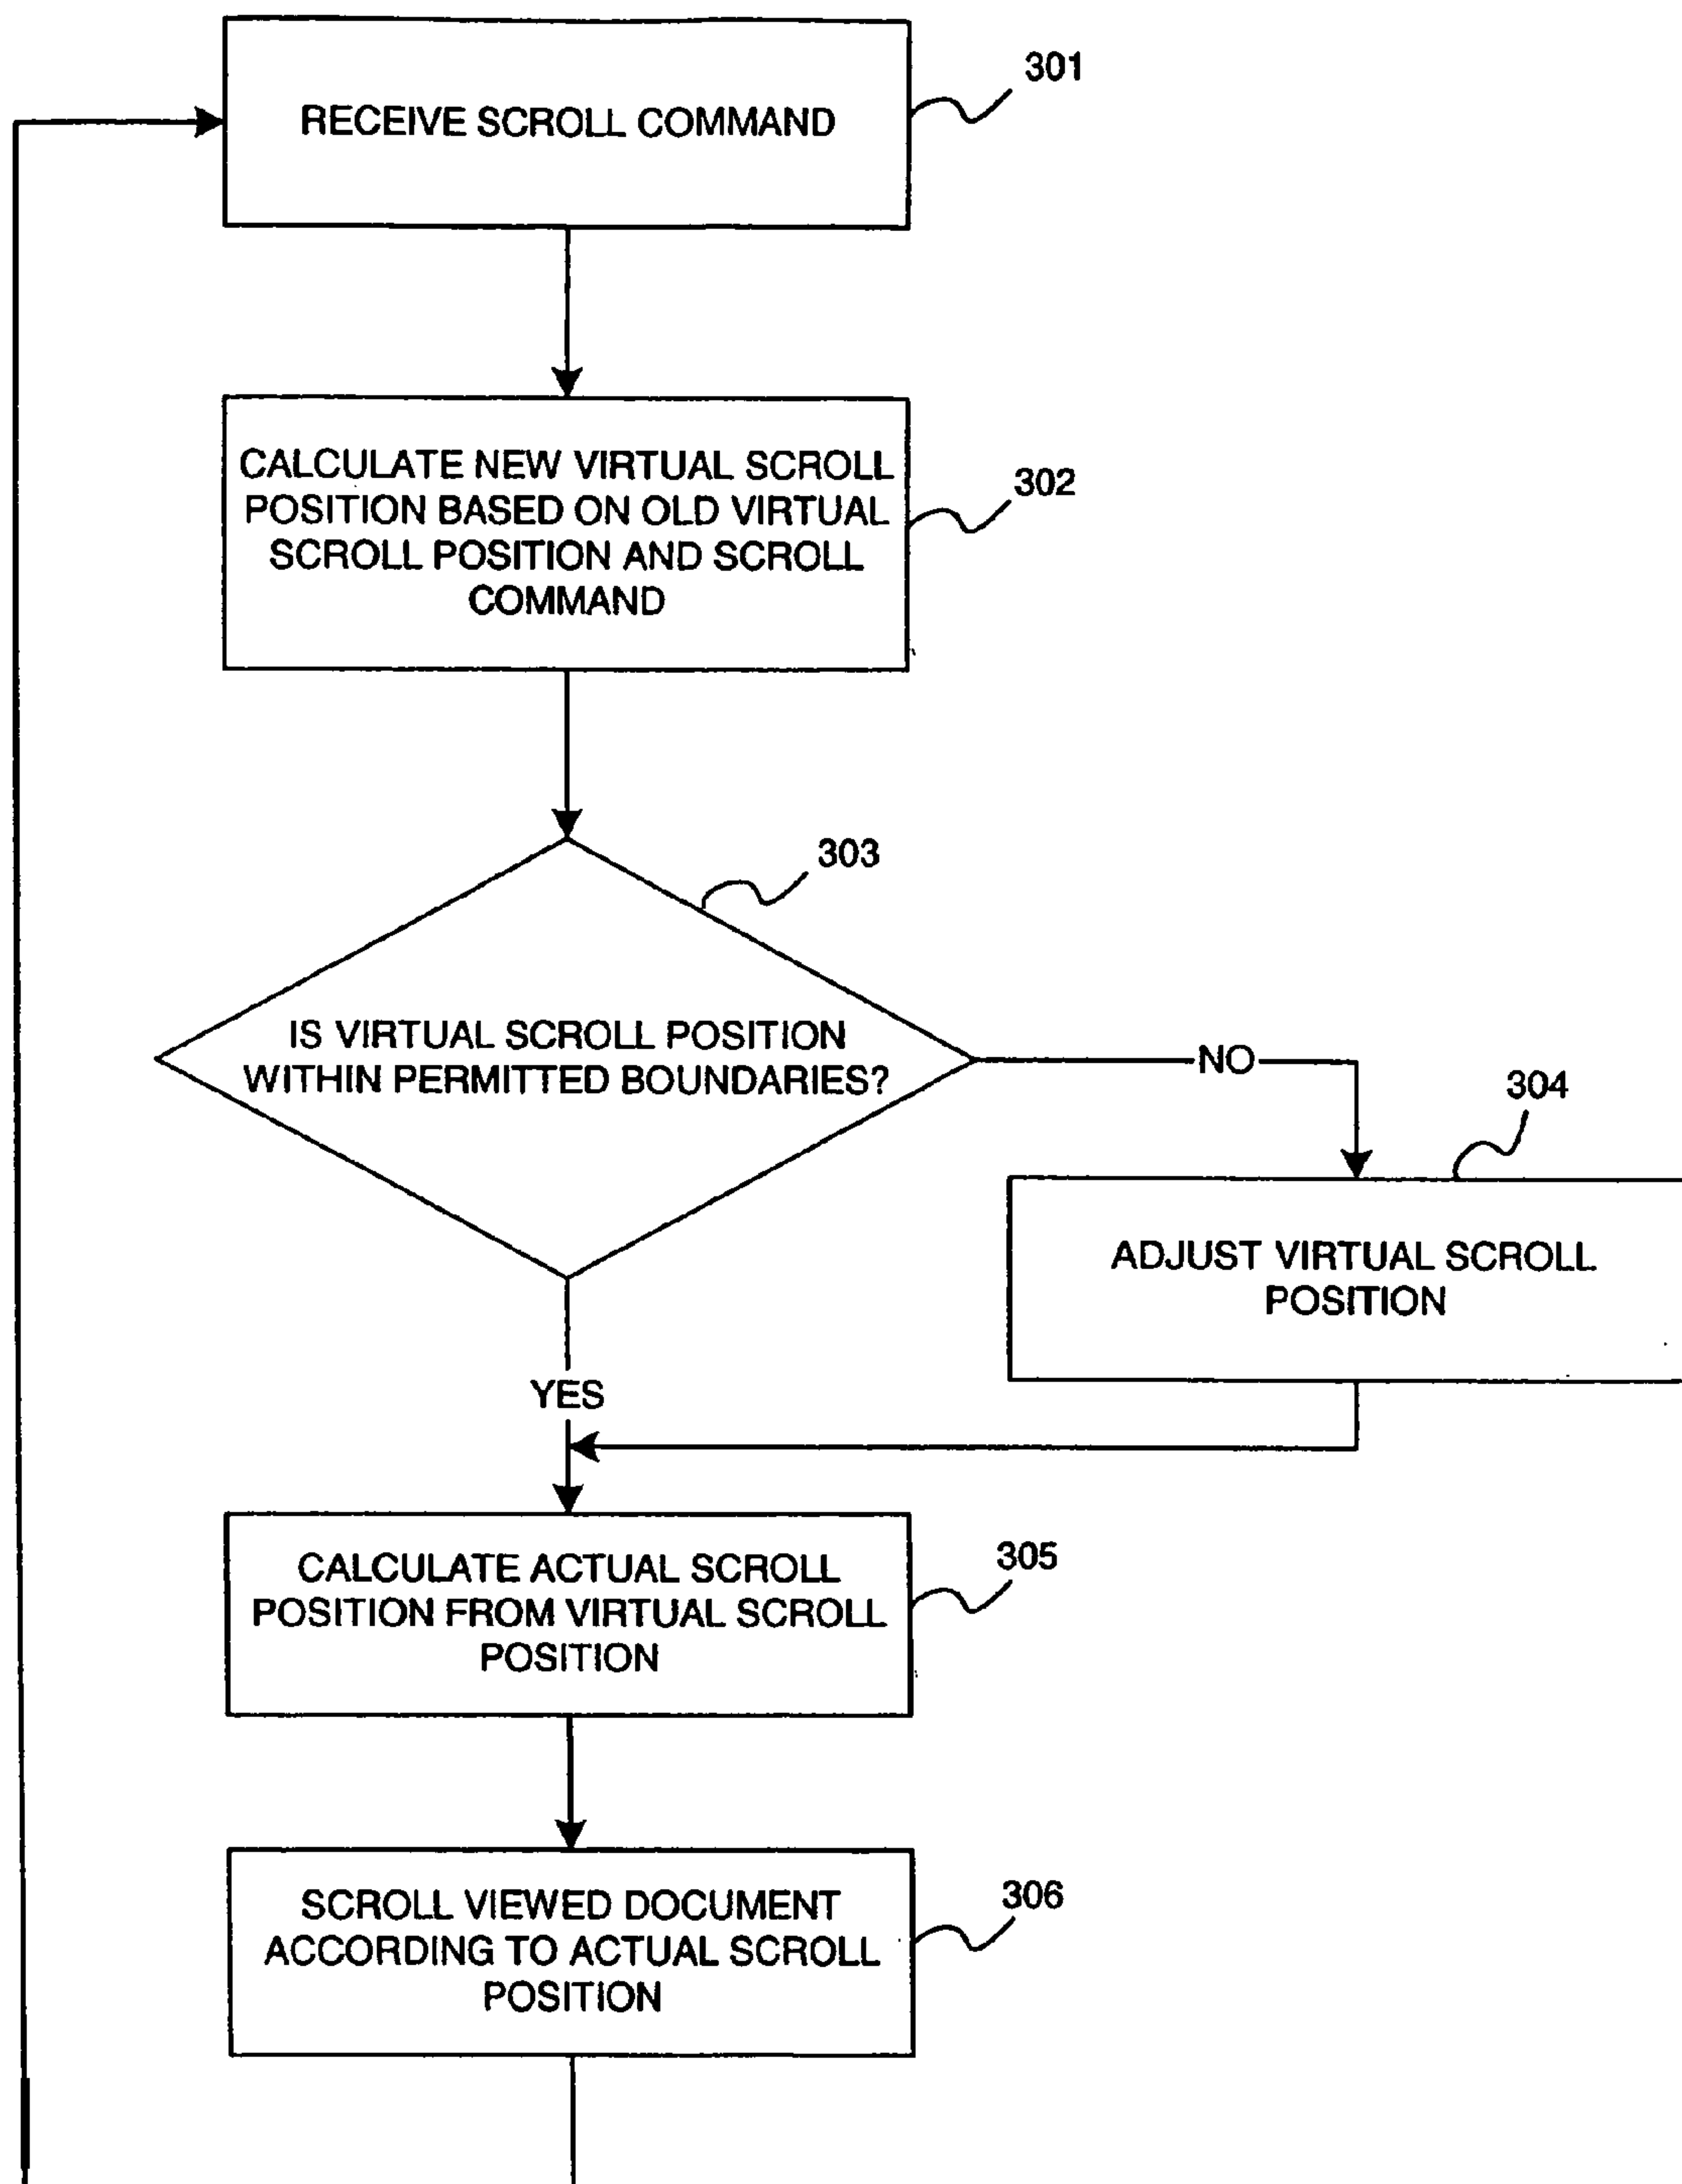 RECEIVE SCROLL COMMAND
301
CALCULATE NEW VIRTUAL SCROLL
POSITION BASED ON OLD VIRTUAL
SCROLL POSITION AND SCROLL
COMMAND
302
303
IS VIRTUAL SCROLL POSITION
WITHIN PERMITTED BOUNDARIES?
NO
304
ADJUST VIRTUAL SCROLL
POSITION
YES
CALCULATE ACTUAL SCROLL
POSITION FROM VIRTUAL SCROLL
POSITION
305
SCROLL VIEWED DOCUMENT
ACCORDING TO ACTUAL SCROLL
POSITION
306